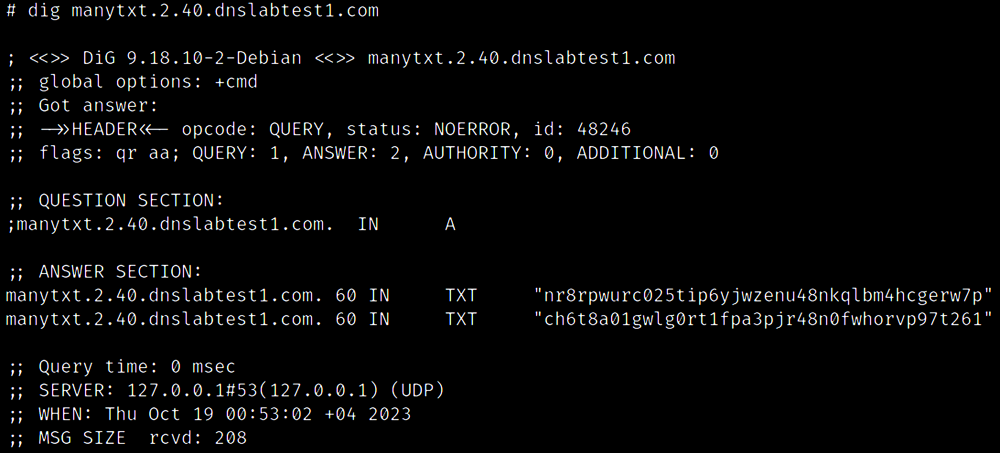 # dig manytxt.2.40.dnslabtest1.com
; <<>> DiG 9.18.10-2-Debian <<>> manytxt.2.40.dnslabtest1.com
;; global options: +cmd
;; Got answer:
;; ->>HEADER<<- opcode: QUERY, status: NOERROR, id: 48246
;; flags: qr aa; QUERY: 1, ANSWER: 2, AUTHORITY: 0, ADDITIONAL: 0
;; QUESTION SECTION:
;manytxt.2.40.dnslabtest1.com. IN A
;; ANSWER SECTION:
manytxt.2.40.dnslabtest1.com. 60 IN TXT "nr8rpwurc025tip6yjwzenu48nkqlbm4hcgerw7p"
manytxt.2.40.dnslabtest1.com. 60 IN TXT "ch6t8a01gwlg0rt1fpa3pjr48n0fwhorvp97t261"
;; Query time: 0 msec
;; SERVER: 127.0.0.1#53(127.0.0.1) (UDP)
;; WHEN: Thu Oct 19 00:53:02 +04 2023
;; MSG SIZE rcvd: 208